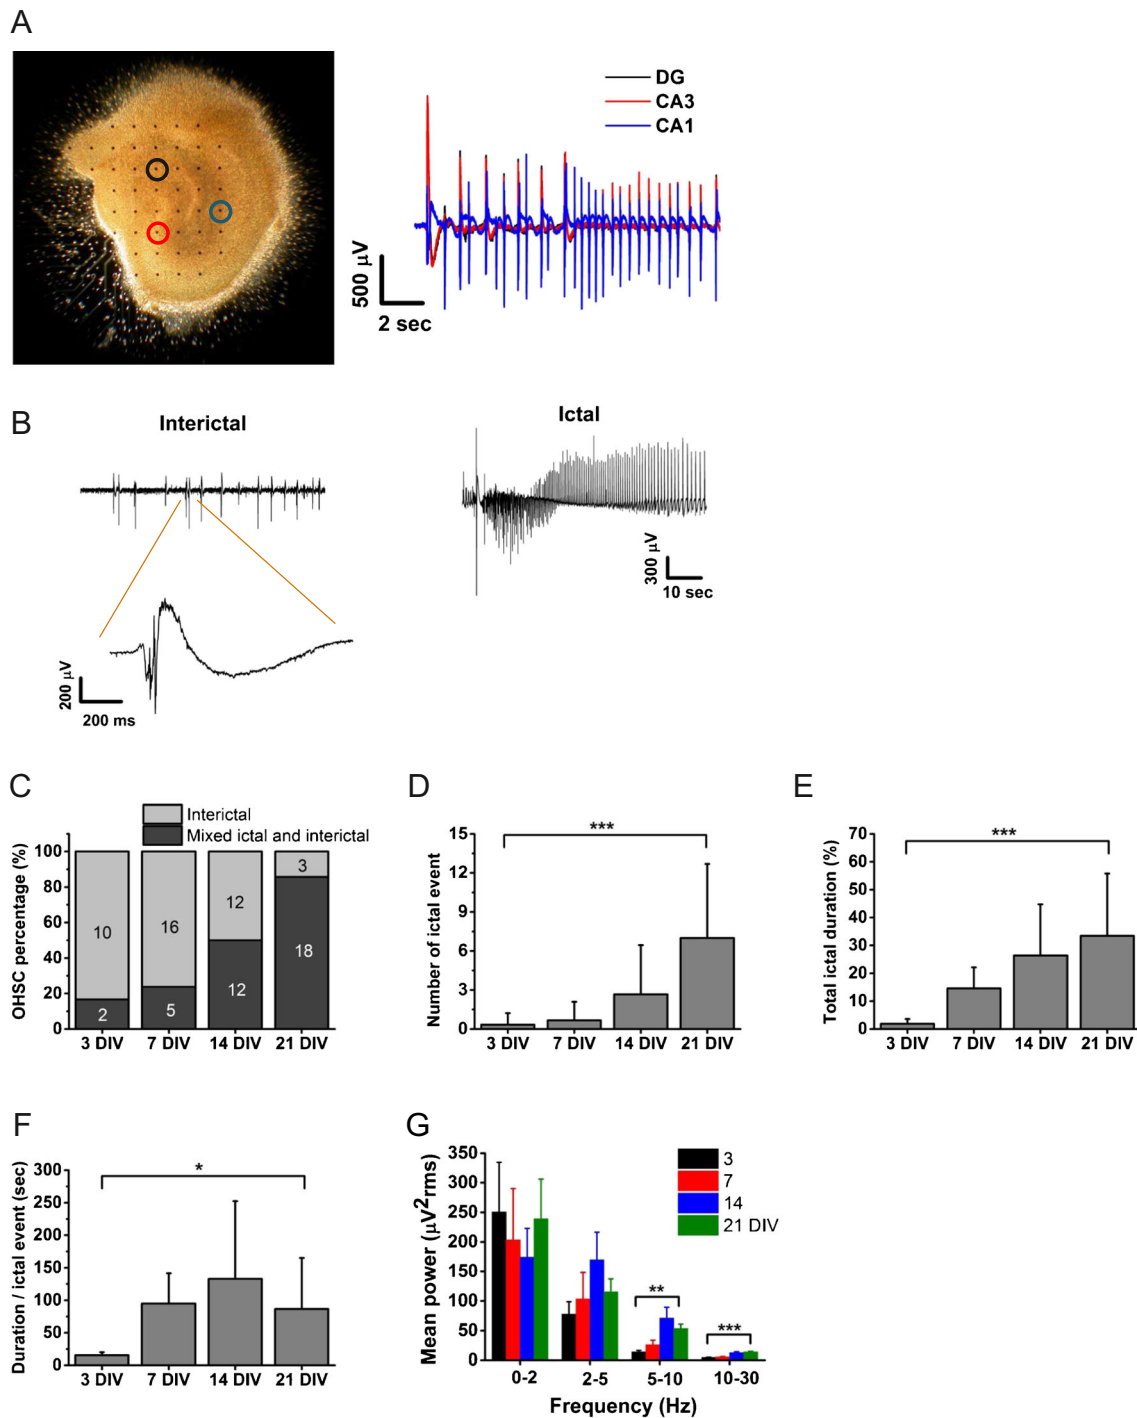 A
DG
CA3
CA1
500 μV
2 sec
B
Interictal
Ictal
300 μV
10 sec
200 μV
200 ms
C
Interictal
Mixed ictal and interictal
OHSC percentage (%)
100
80
60
40
20
0
10
2
16
5
12
12
3
18
3 DIV 7 DIV 14 DIV 21 DIV
D
Number of ictal event
15
12
9
6
3
0
***
3 DIV 7 DIV 14 DIV 21 DIV
E
Total ictal duration (%)
70
60
50
40
30
20
10
0
***
3 DIV 7 DIV 14 DIV 21 DIV
F
Duration / ictal event (sec)
300
250
200
150
100
50
0
*
3 DIV 7 DIV 14 DIV 21 DIV
G
Mean power (μV²rms)
350
300
250
200
150
100
50
0
3
7
14
21 DIV
**
***
0-2 2-5 5-10 10-30
Frequency (Hz)